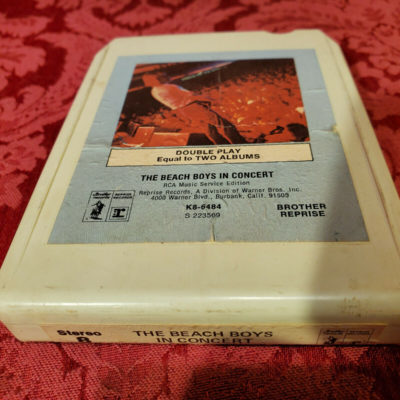 DOUBLE PLAY
Equal to TWO ALBUMS
THE BEACH BOYS IN CONCERT
RCA Music Service Edition
Reprise Records, A Division of Warner Bros. Inc.
4000 Warner Blvd., Burbank, Calif. 91503
K8-6484
S 223569
BROTHER
REPRISE
Stereo
8
THE BEACH BOYS
IN CONCERT